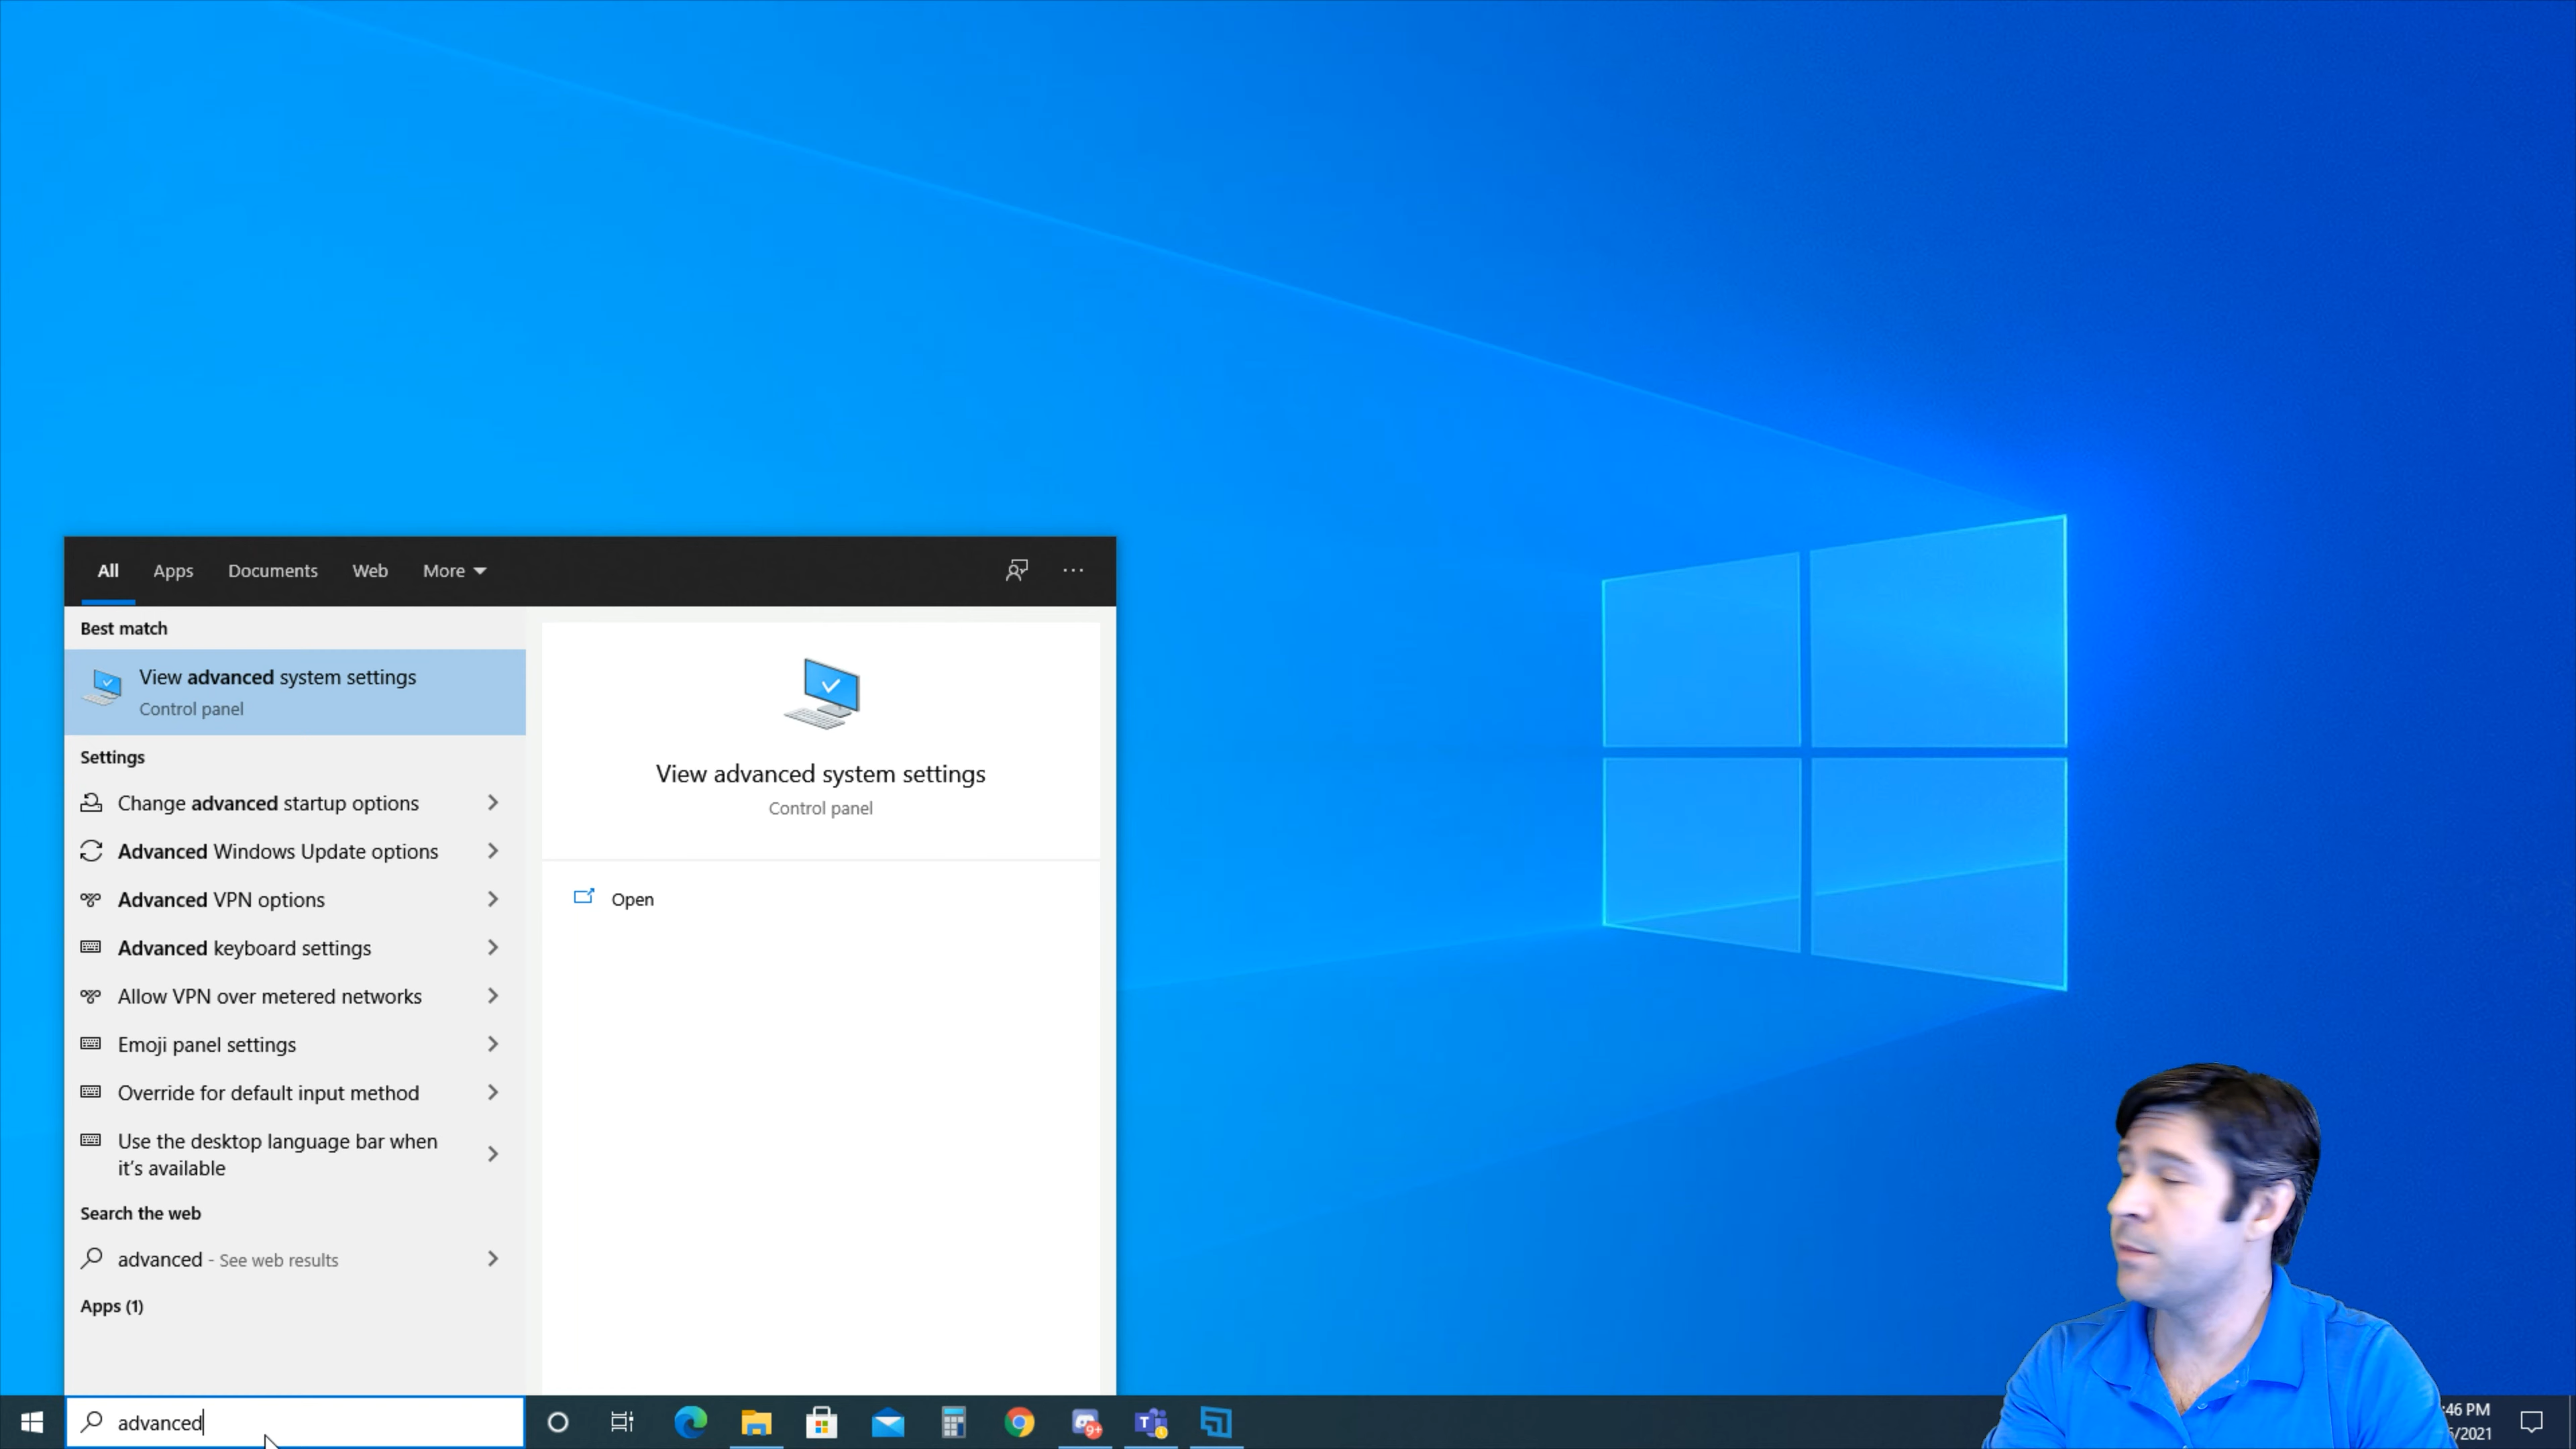 All
Apps
Documents
Web
More
Best match
View advanced system settings
Control panel
Settings
Change advanced startup options
Advanced Windows Update options
Advanced VPN options
Advanced keyboard settings
Allow VPN over metered networks
Emoji panel settings
Override for default input method
Use the desktop language bar when
it's available
Search the web
advanced - See web results
Apps (1)
View advanced system settings
Control panel
Open
advanced
9+
T
:46 PM
/2021